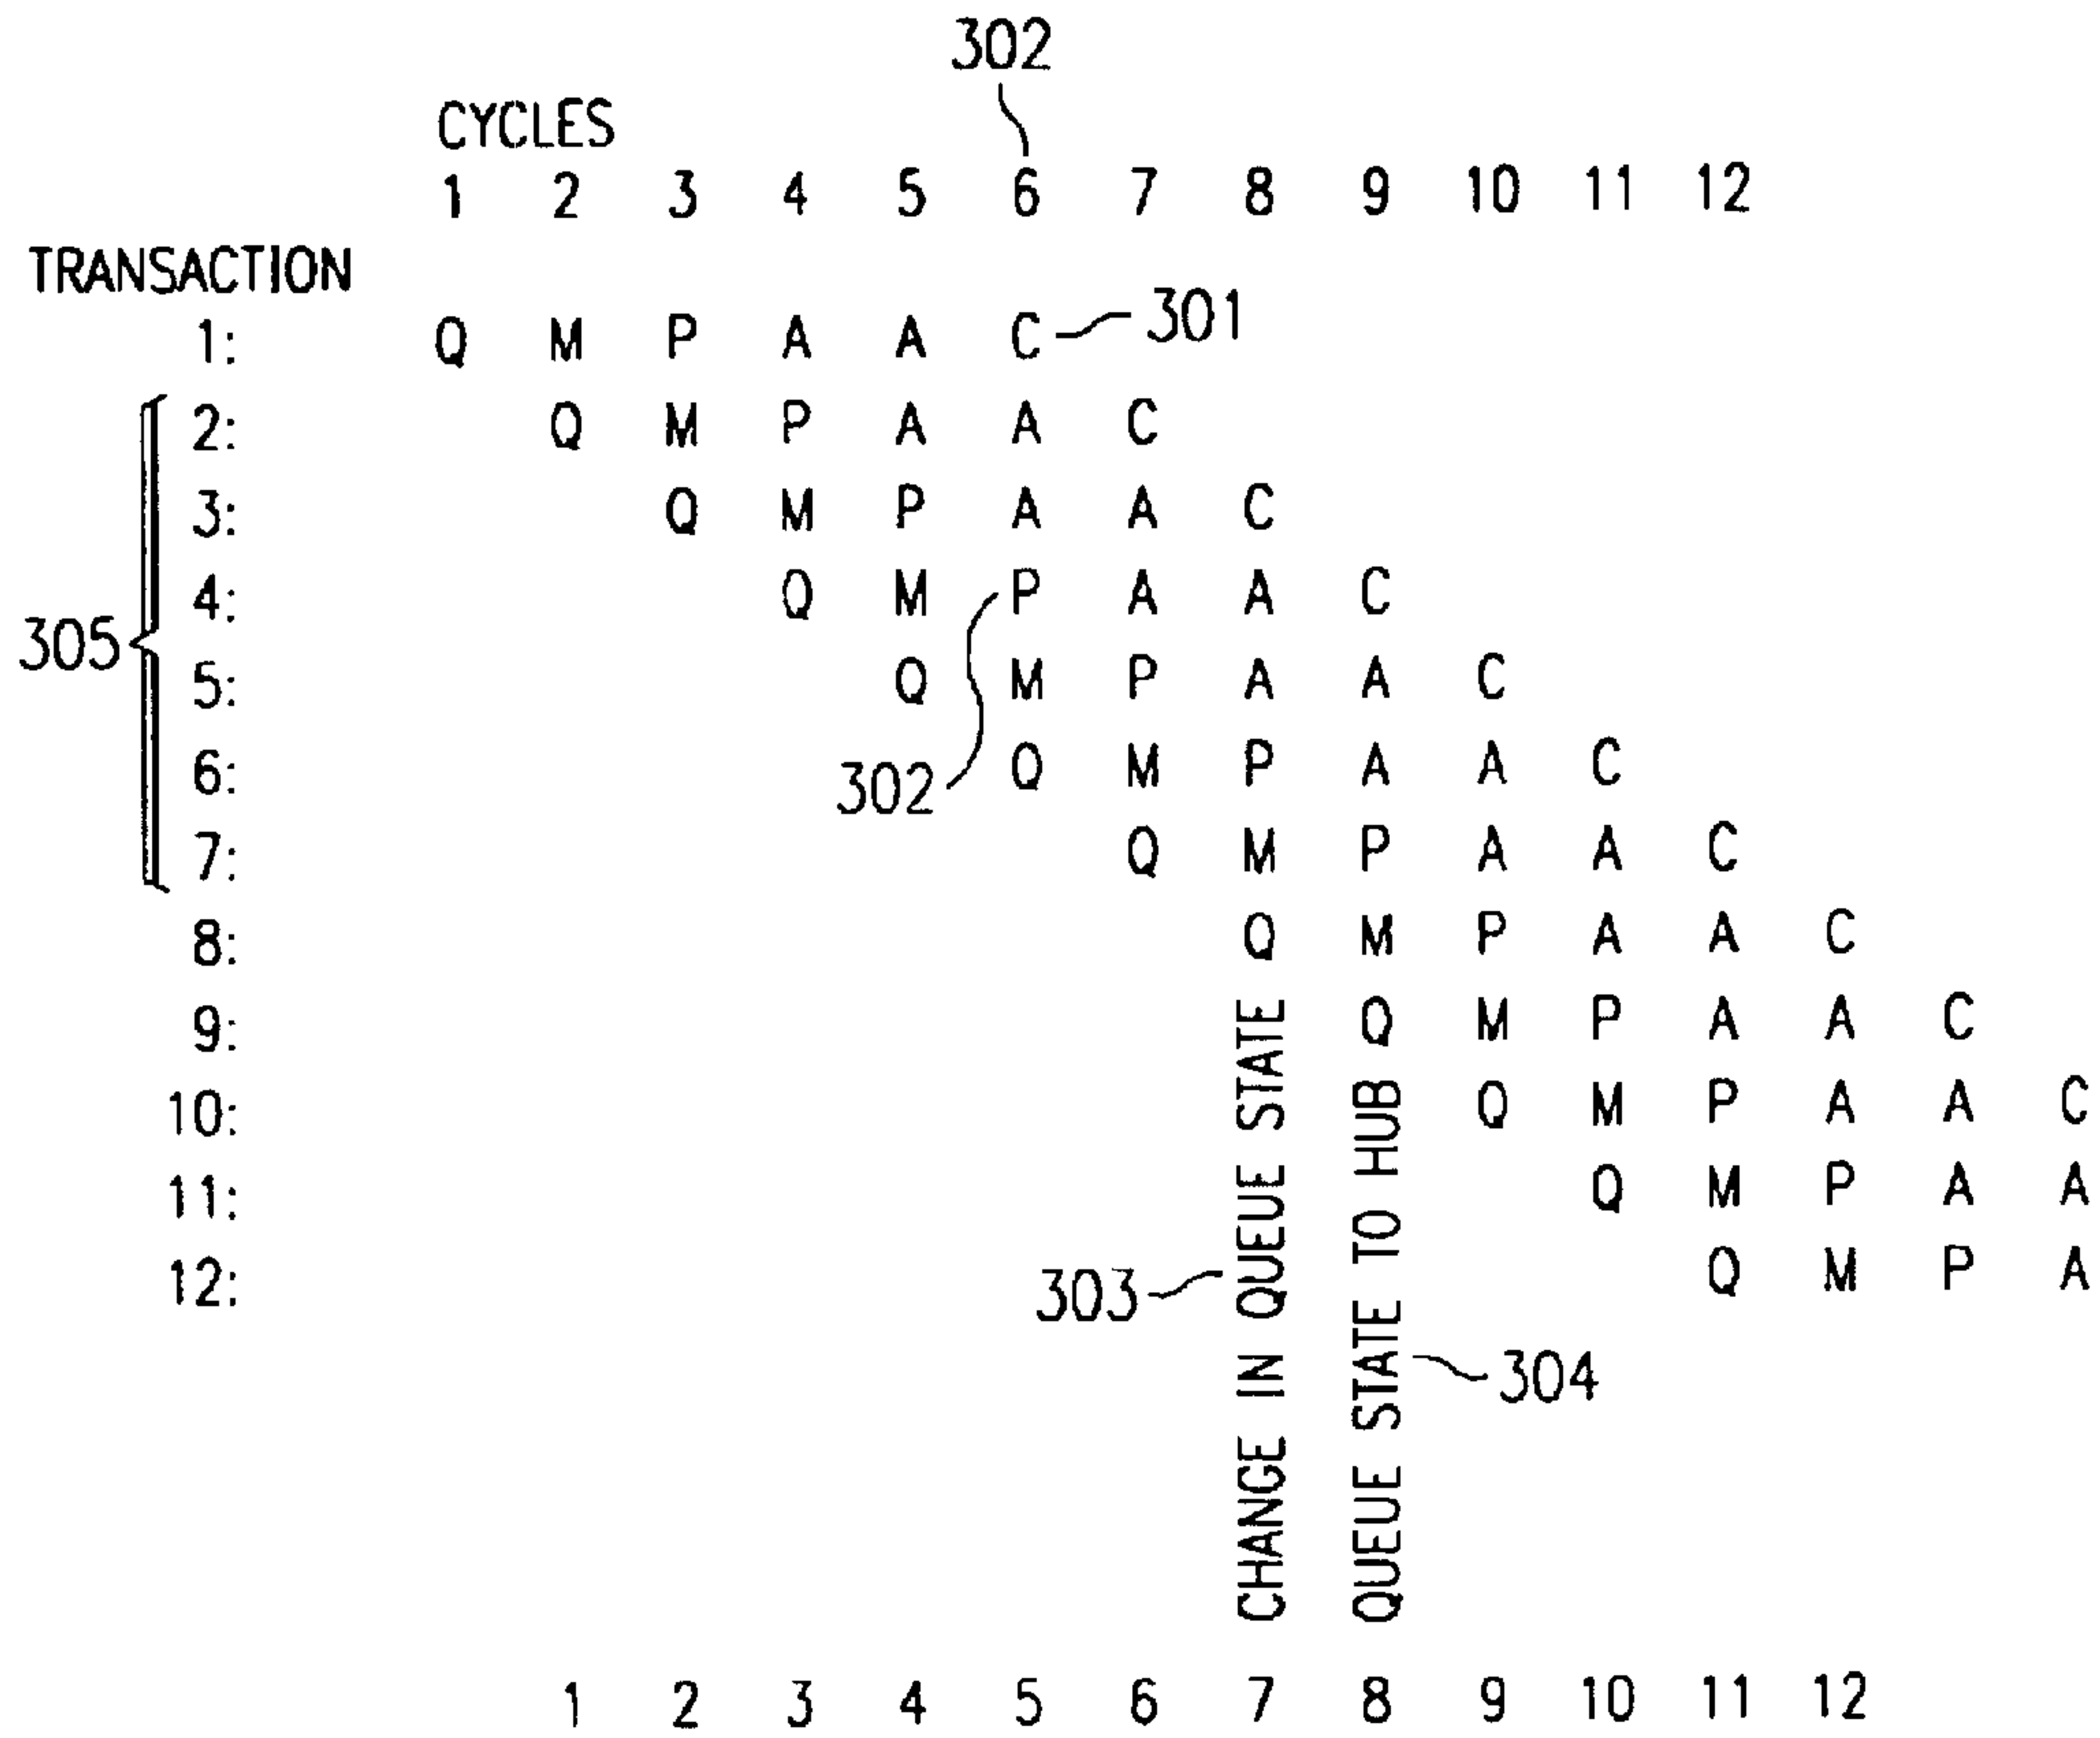 302
CYCLES
1 2 3 4 5 6 7 8 9 10 11 12
TRANSACTION
1: Q M P A A C 301
2: Q M P A A C
3: Q M P A A C
4: Q M P A A C
305
5: Q M P A A C
6: Q M P A A C
302
7: Q M P A A C
8: Q M P A A C
9: Q M P A A C
10: Q M P A A C
11: Q M P A A
12: Q M P A
CHANGE IN QUEUE STATE
303
QUEUE STATE TO HUB
304
1 2 3 4 5 6 7 8 9 10 11 12